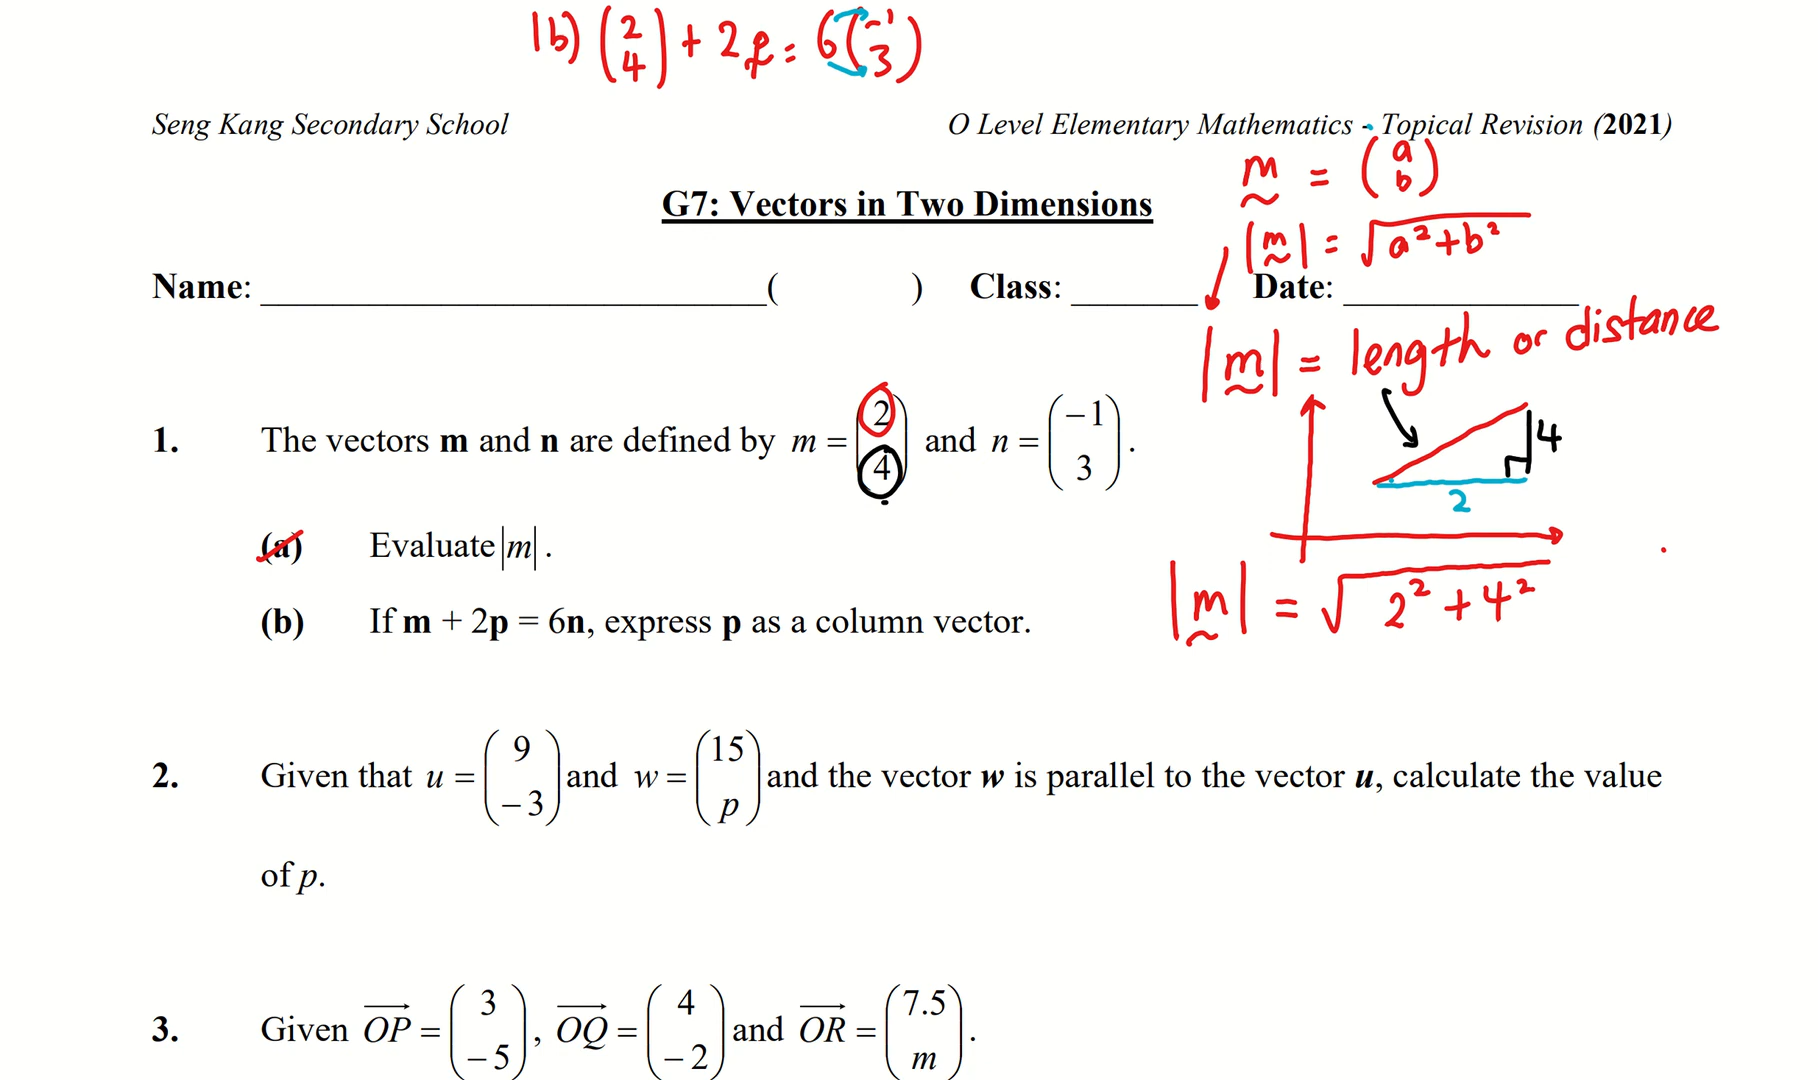 1b) (2 4) + 2p = 6(-1 3)
Seng Kang Secondary School O Level Elementary Mathematics - Topical Revision (2021)
m = (a b)
G7: Vectors in Two Dimensions
|m| = √a²+b²
Name: ____________________________( ) Class: _______ Date: _____________
|m| = length or distance
1. The vectors m and n are defined by m = (2 4) and n = (-1 3).
4
2
(a) Evaluate |m|.
|m| = √2² + 4²
(b) If m + 2p = 6n, express p as a column vector.
2. Given that u = (9 -3) and w = (15 p) and the vector w is parallel to the vector u, calculate the value
of p.
3. Given OP = (3 -5), OQ = (4 -2) and OR = (7.5 m).